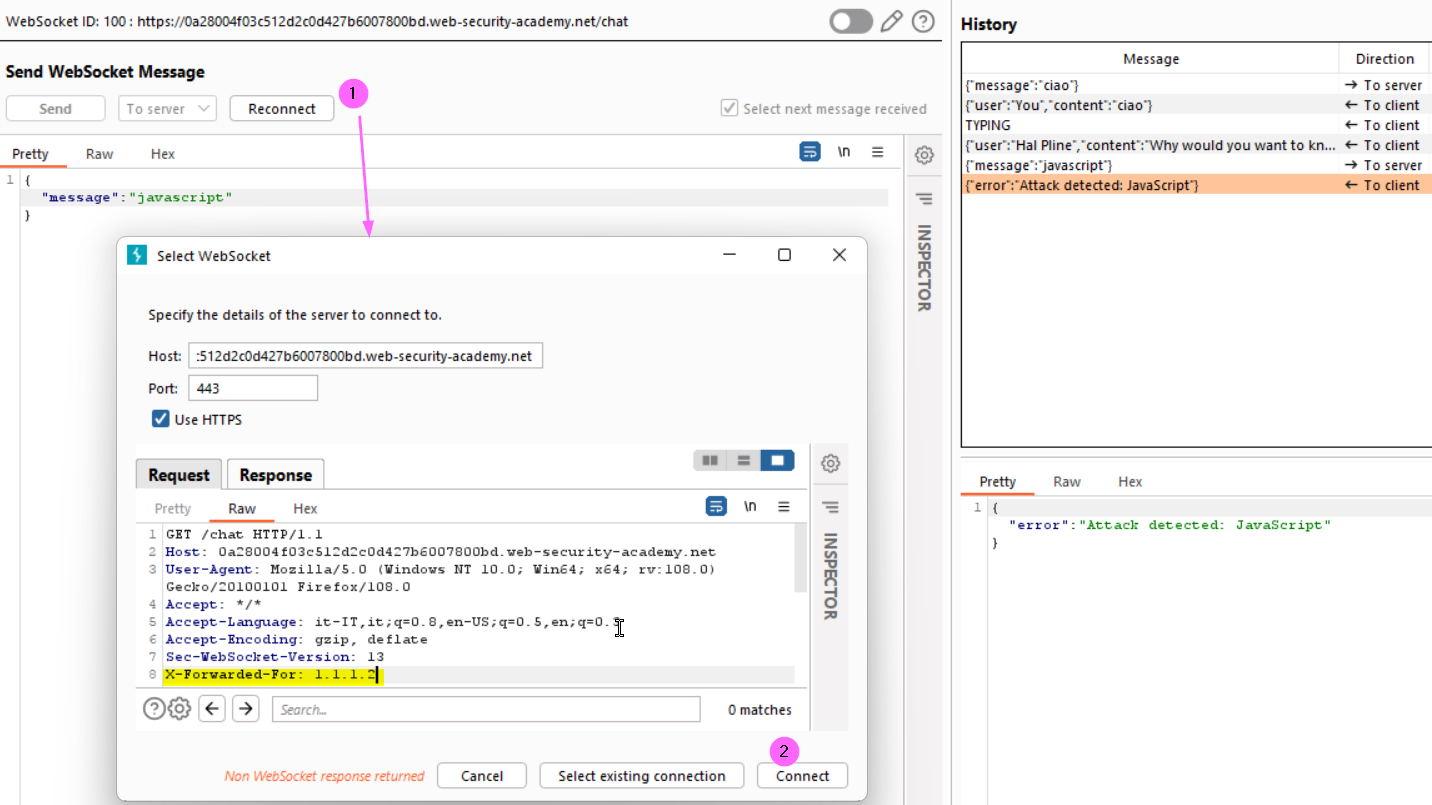 WebSocket ID: 100 : https://0a28004f03c512d2c0d427b6007800bd.web-security-academy.net/chat
Send WebSocket Message
Send
To server
Reconnect
1
Select next message received
Pretty
Raw
Hex
\n
1 {
"message":"javascript"
}
INSPECTOR
Select WebSocket
Specify the details of the server to connect to.
Host: :512d2c0d427b6007800bd.web-security-academy.net
Port: 443
Use HTTPS
Request
Response
Pretty
Raw
Hex
\n
1 GET /chat HTTP/1.1
2 Host: 0a28004f03c512d2c0d427b6007800bd.web-security-academy.net
3 User-Agent: Mozilla/5.0 (Windows NT 10.0; Win64; x64; rv:108.0)
Gecko/20100101 Firefox/108.0
4 Accept: */*
5 Accept-Language: it-IT,it;q=0.8,en-US;q=0.5,en;q=0.3
6 Accept-Encoding: gzip, deflate
7 Sec-WebSocket-Version: 13
8 X-Forwarded-For: 1.1.1.2
INSPECTOR
Search...
0 matches
2
Non WebSocket response returned
Cancel
Select existing connection
Connect
History
Message
Direction
{"message":"ciao"} → To server
{"user":"You","content":"ciao"} ← To client
TYPING ← To client
{"user":"Hal Pline","content":"Why would you want to kn... ← To client
{"message":"javascript"} → To server
{"error":"Attack detected: JavaScript"} ← To client
Pretty
Raw
Hex
1 {
"error":"Attack detected: JavaScript"
}